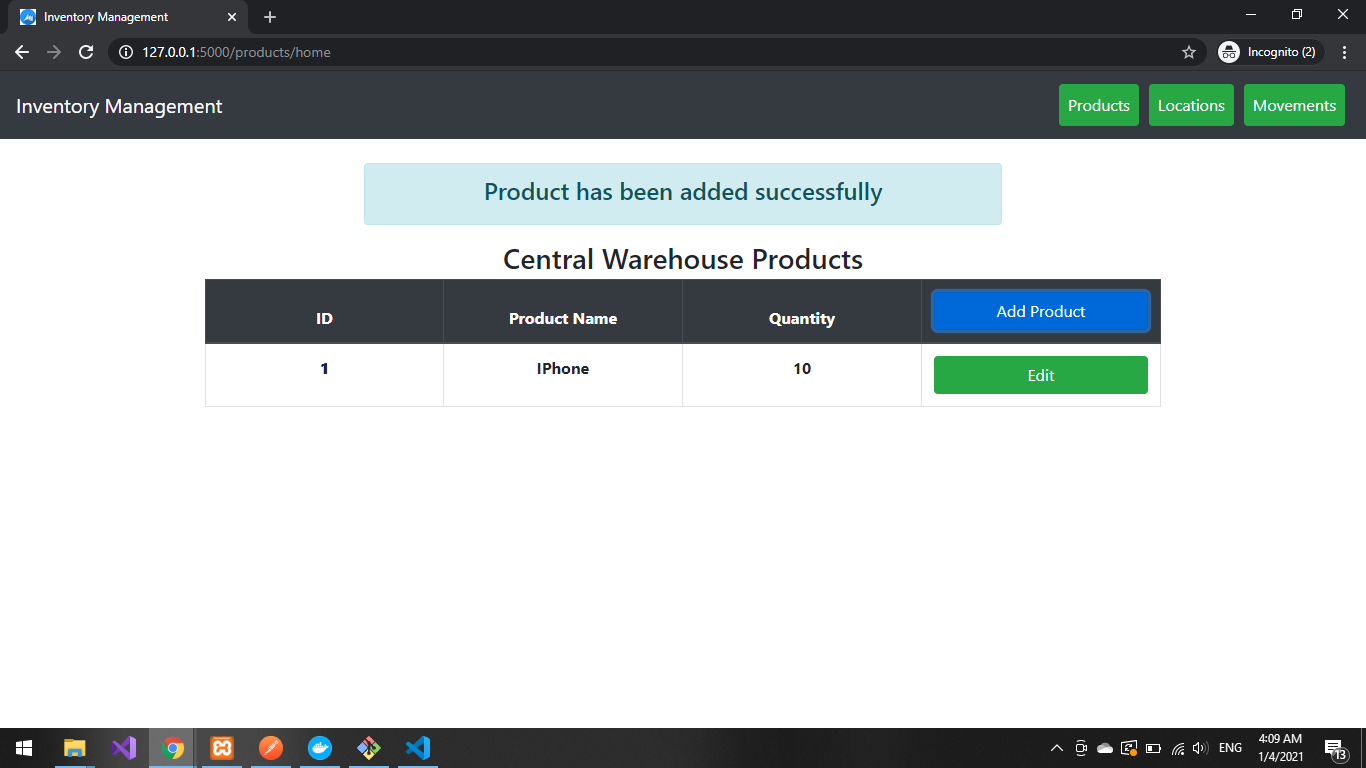 Inventory Management
127.0.0.1:5000/products/home
Incognito (2)
Inventory Management
Products Locations Movements
Product has been added successfully
Central Warehouse Products
ID Product Name Quantity Add Product
1 IPhone 10 Edit
ENG
4:09 AM
1/4/2021
13